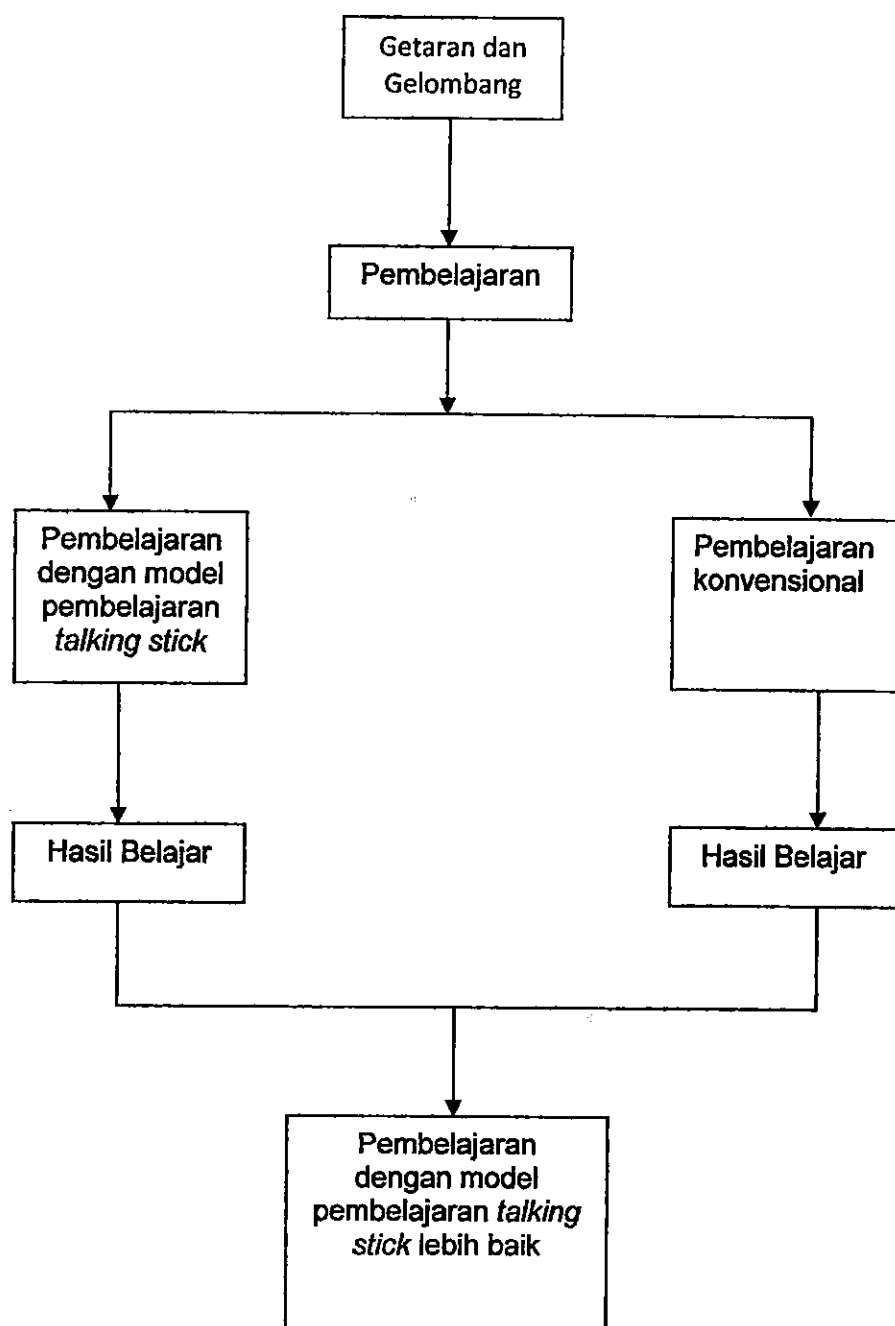 Getaran dan
Gelombang
Pembelajaran
Pembelajaran
dengan model
pembelajaran
talking stick
Pembelajaran
konvensional
Hasil Belajar
Hasil Belajar
Pembelajaran
dengan model
pembelajaran talking
stick lebih baik